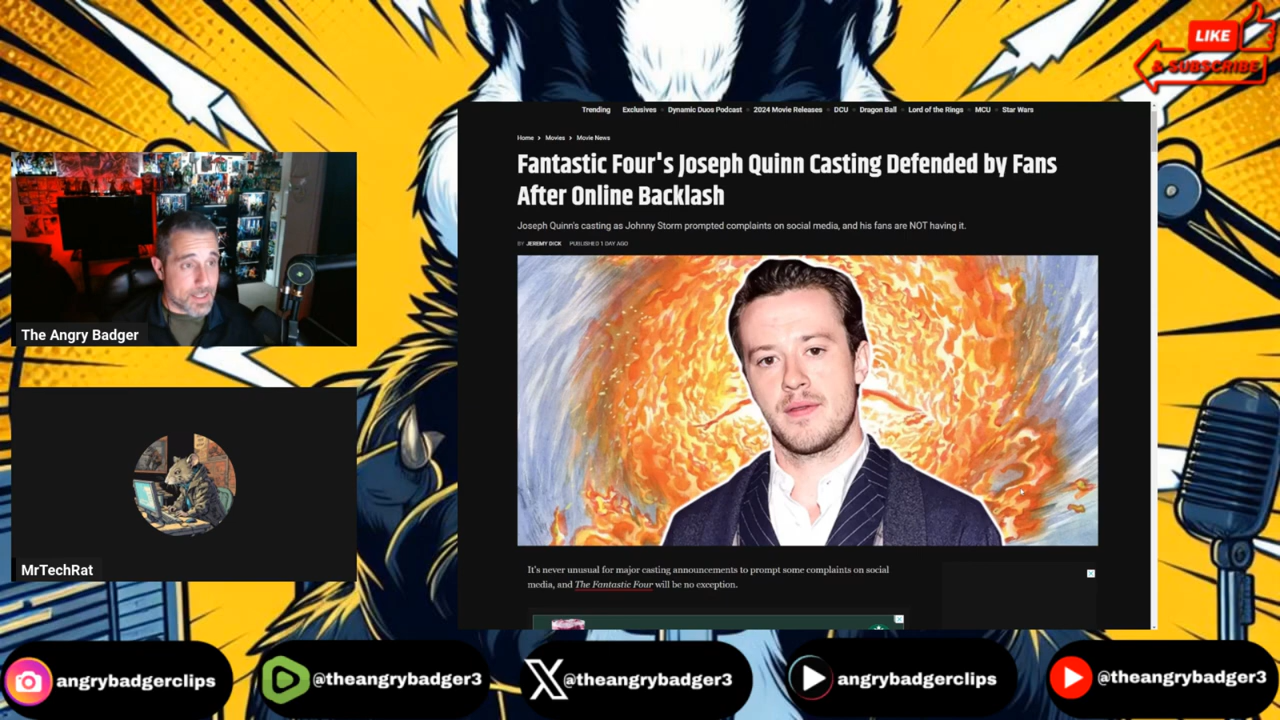 LIKE
& SUBSCRIBE
Trending Exclusives Dynamic Duos Podcast 2024 Movie Releases DCU Dragon Ball Lord of the Rings MCU Star Wars
Home > Movies > Movie News
Fantastic Four's Joseph Quinn Casting Defended by Fans
After Online Backlash
Joseph Quinn's casting as Johnny Storm prompted complaints on social media, and his fans are NOT having it.
BY JEREMY DICK PUBLISHED 1 DAY AGO
The Angry Badger
MrTechRat
It's never unusual for major casting announcements to prompt some complaints on social
media, and The Fantastic Four will be no exception.
angrybadgerclips
@theangrybadger3
@theangrybadger3
angrybadgerclips
@theangrybadger3